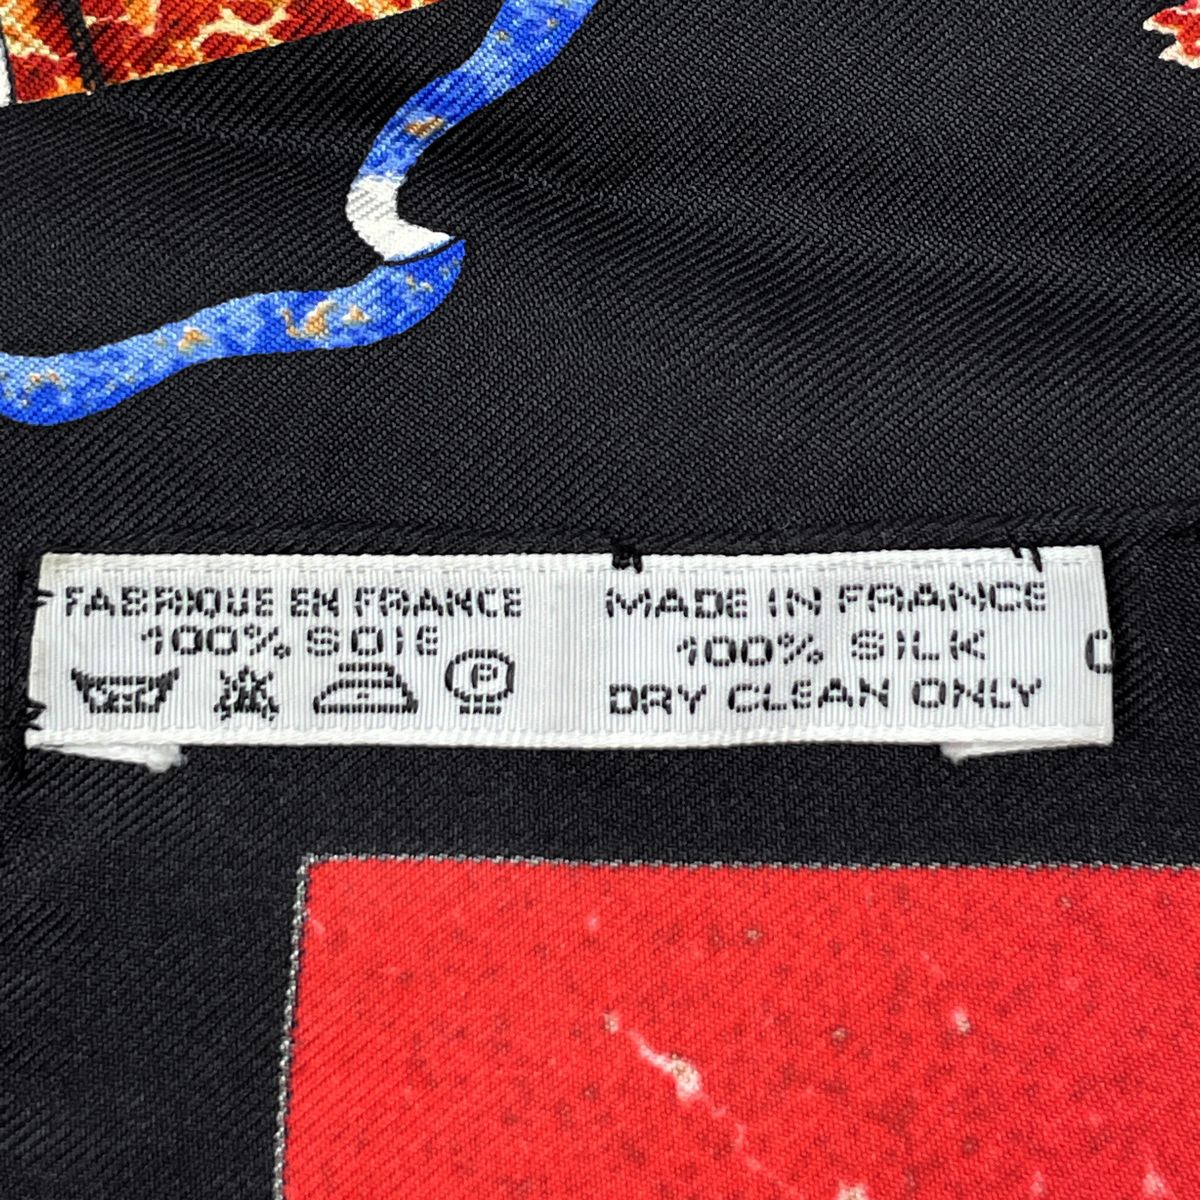 FABRIQUE EN FRANCE
100% SOIE
P
MADE IN FRANCE
100% SILK
DRY CLEAN ONLY